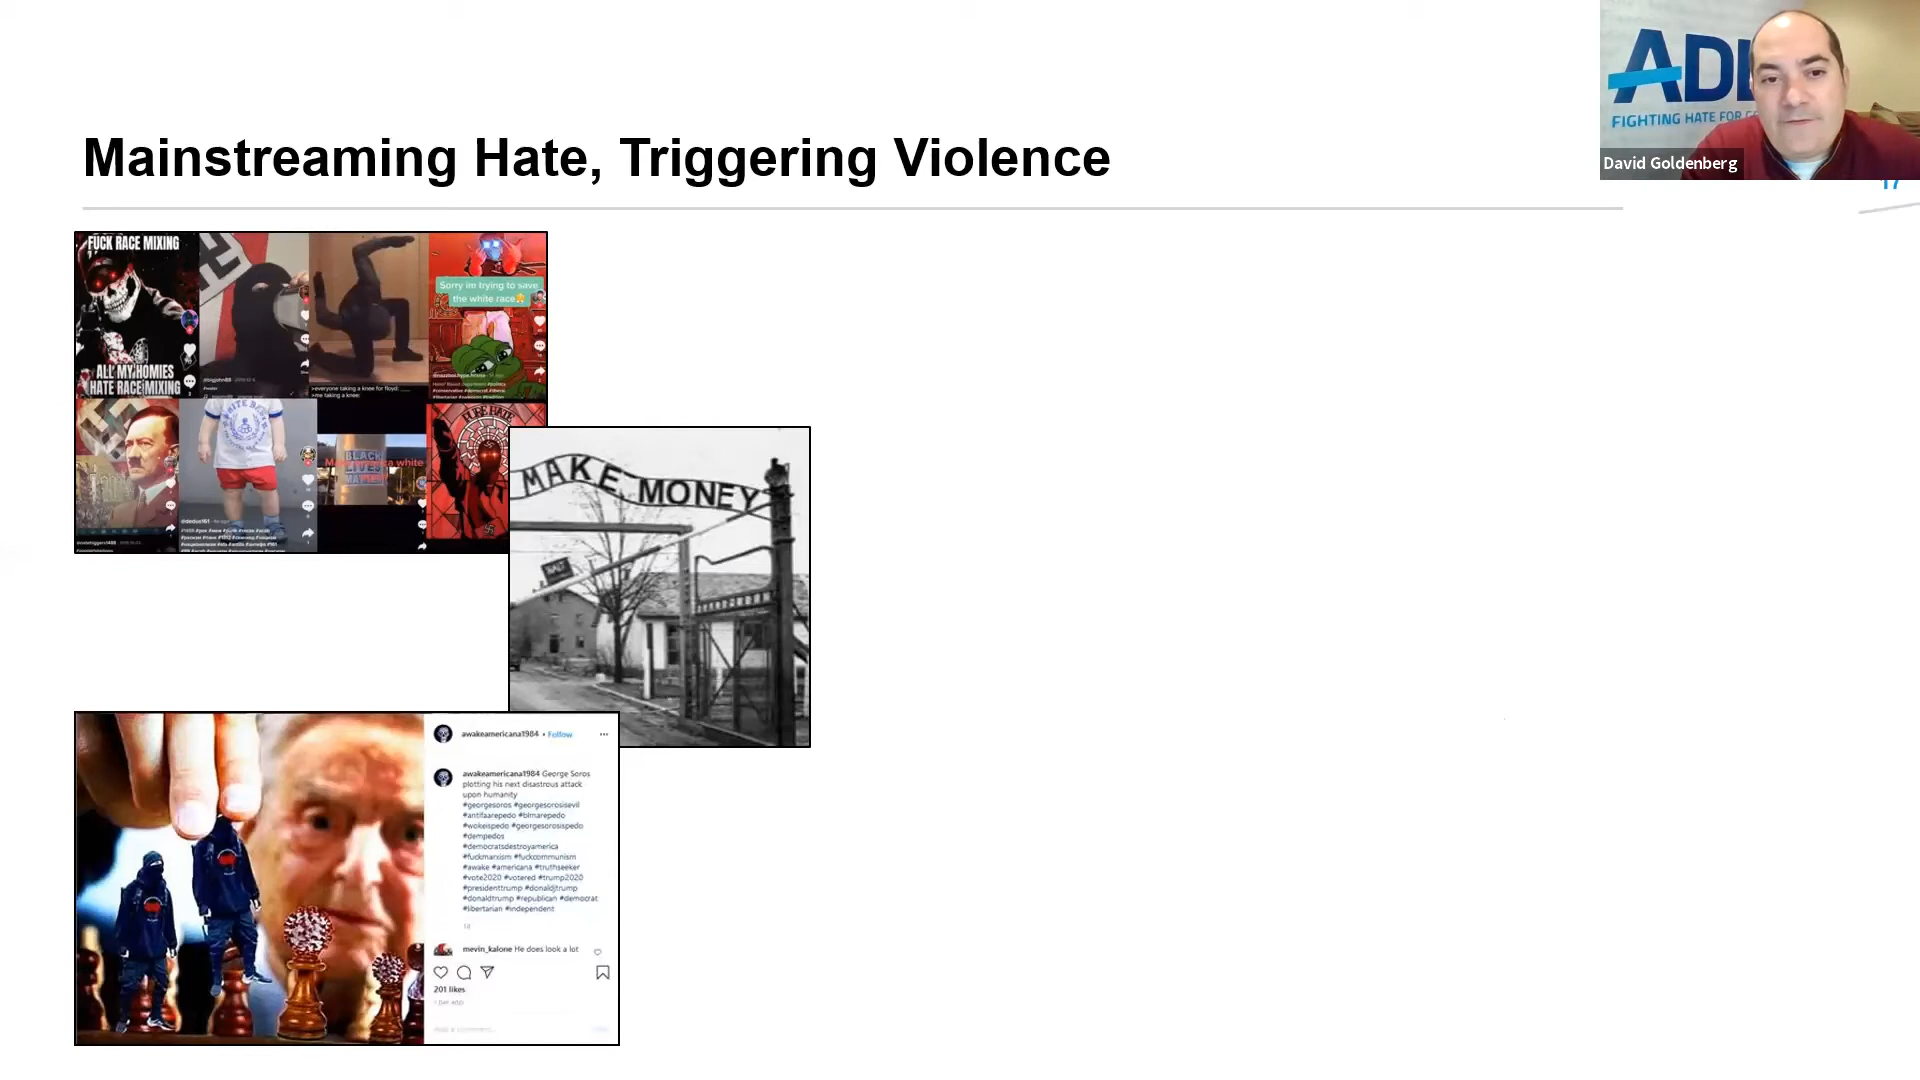 Mainstreaming Hate, Triggering Violence
ADL
FIGHTING HATE FOR
David Goldenberg
17
FUCK RACE MIXING
ALL MY HOMIES
HATE RACE MIXING
@bigjohn88
>everyone taking a knee for floyd:
>me taking a knee:
Sorry im trying to save
the white race
PURE HATE
BLACK
LIVES
white
MAKE MONEY
awakeamericana1984 • Follow
awakeamericana1984 George Soros
plotting his next disastrous attack
upon humanity
#georgesoros #georgesorosisevil
#antifaarepedo #blmarepedo
#wokeispedo #georgesorosispedo
#dempedos
#democratsdestroyamerica
#fuckmarxism #fuckcommunism
#awake #americana #truthseeker
#vote2020 #votered #trump2020
#presidenttrump #donaldjtrump
#donaldtrump #republican #democrat
#libertarian #independent
mevin_kalone He does look a lot
201 likes